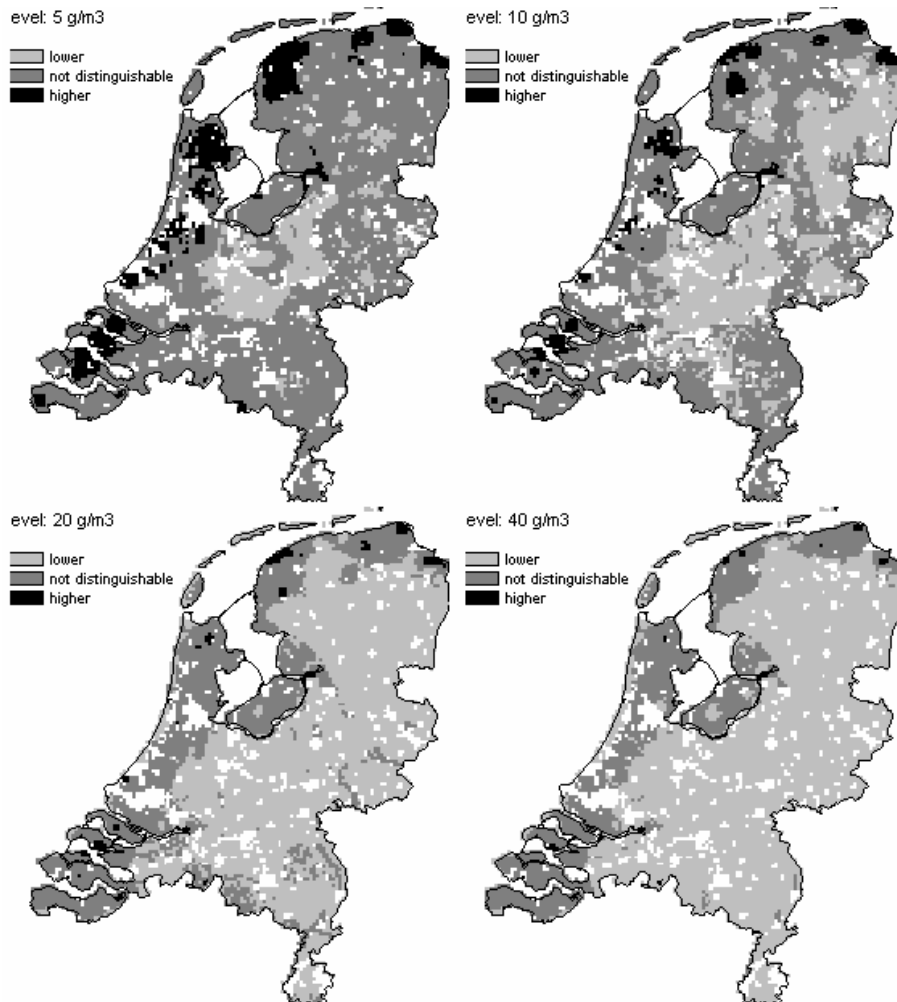 evel: 5 g/m3
lower
not distinguishable
higher
evel: 10 g/m3
lower
not distinguishable
higher
evel: 20 g/m3
lower
not distinguishable
higher
evel: 40 g/m3
lower
not distinguishable
higher